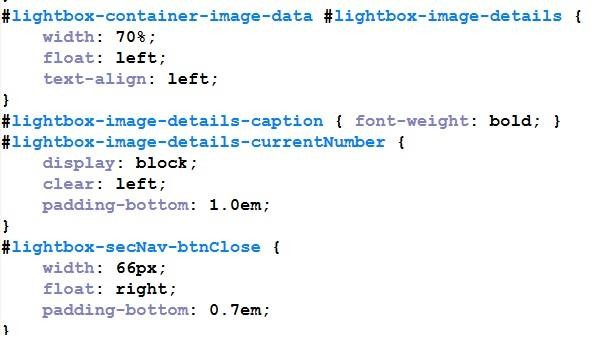 #lightbox-container-image-data #lightbox-image-details {
width: 70%;
float: left;
text-align: left;
}
#lightbox-image-details-caption { font-weight: bold; }
#lightbox-image-details-currentNumber {
display: block;
clear: left;
padding-bottom: 1.0em;
}
#lightbox-secNav-btnClose {
width: 66px;
float: right;
padding-bottom: 0.7em;
}